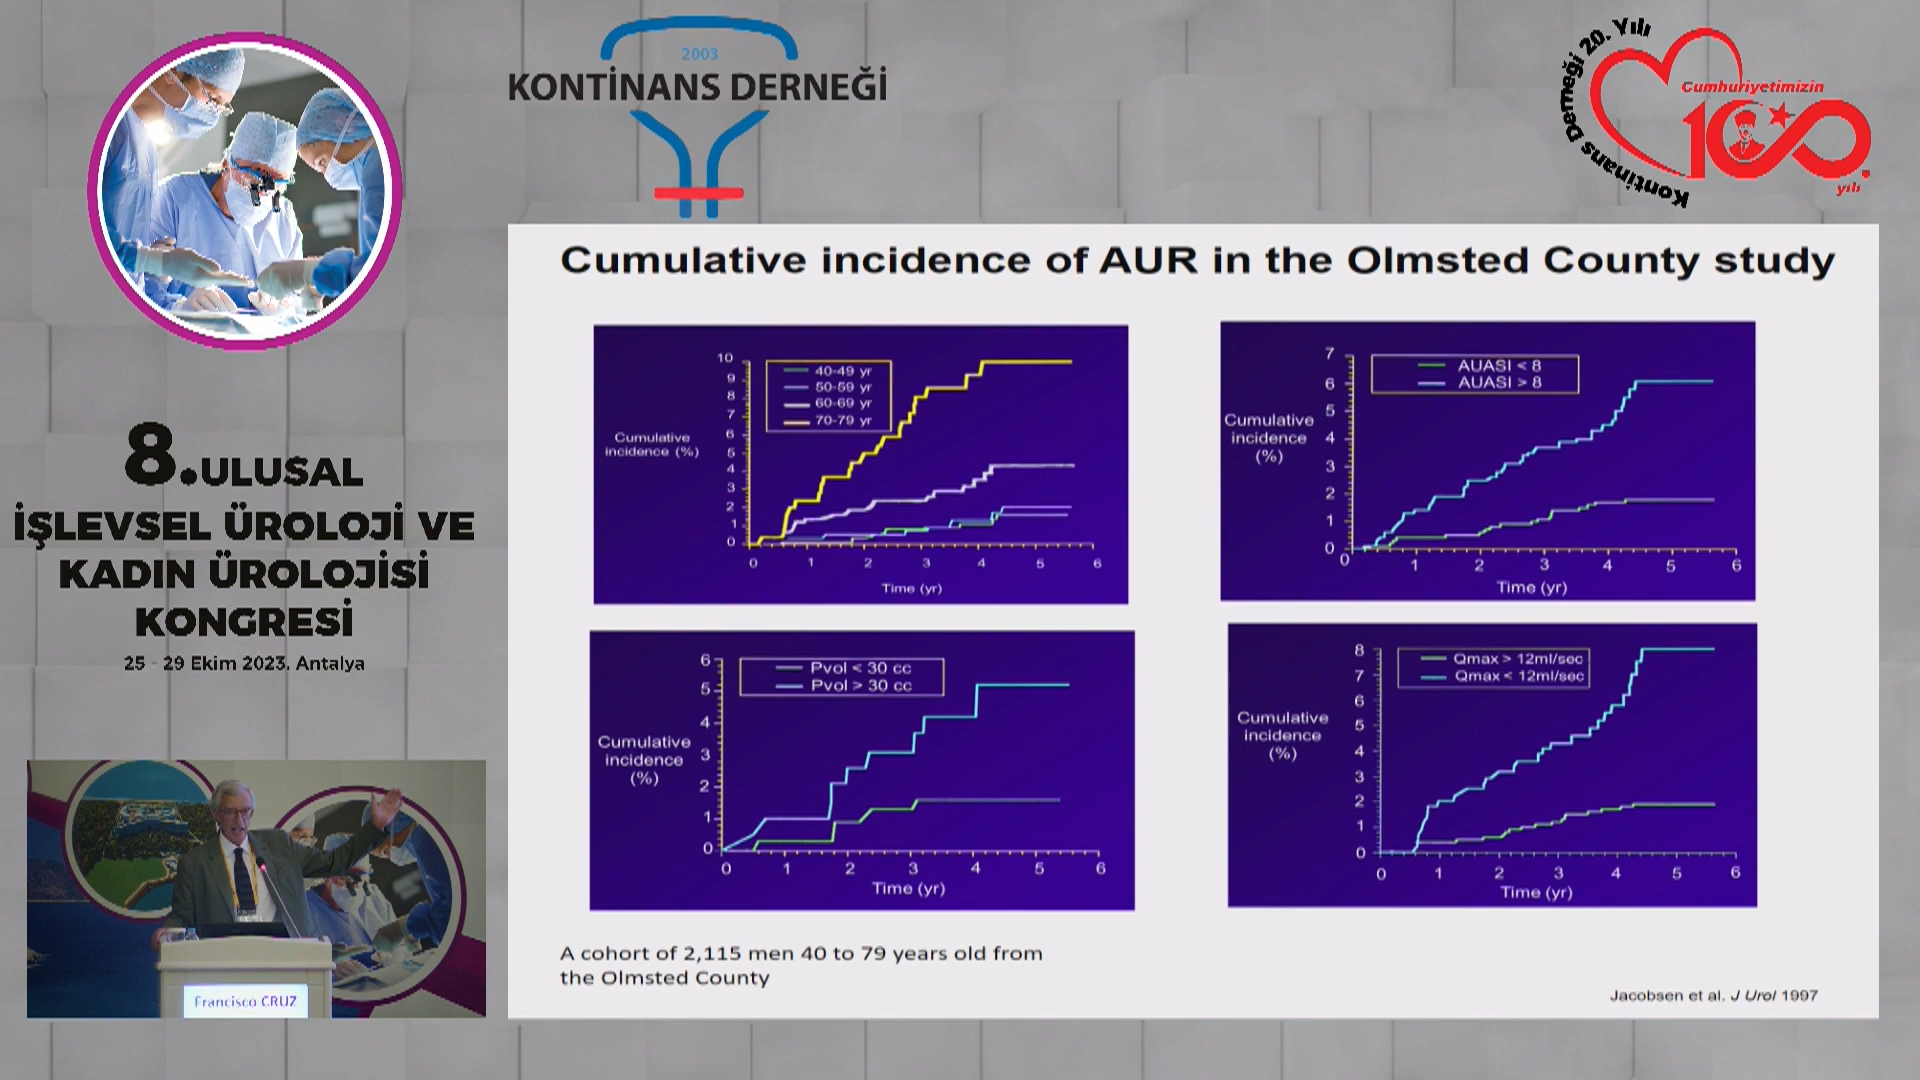 2003
KONTİNANS DERNEĞİ
Kontinans Derneği 20. Yılı
Cumhuriyetimizin
100.
yılı
8.ULUSAL
İŞLEVSEL ÜROLOJİ VE
KADIN ÜROLOJİSİ
KONGRESİ
25 - 29 Ekim 2023. Antalya
Francisco CRUZ
Cumulative incidence of AUR in the Olmsted County study
Cumulative
incidence (%)
10
9
8
7
6
5
4
3
2
1
0
40-49 yr
50-59 yr
60-69 yr
70-79 yr
0 1 2 3 4 5 6
Time (yr)
Cumulative
incidence
(%)
7
6
5
4
3
2
1
0
AUASI < 8
AUASI > 8
0 1 2 3 4 5 6
Time (yr)
Cumulative
incidence
(%)
6
5
4
3
2
1
0
Pvol < 30 cc
Pvol > 30 cc
0 1 2 3 4 5 6
Time (yr)
Cumulative
incidence
(%)
8
7
6
5
4
3
2
1
0
Qmax > 12ml/sec
Qmax < 12ml/sec
0 1 2 3 4 5 6
Time (yr)
A cohort of 2,115 men 40 to 79 years old from
the Olmsted County
Jacobsen et al. J Urol 1997